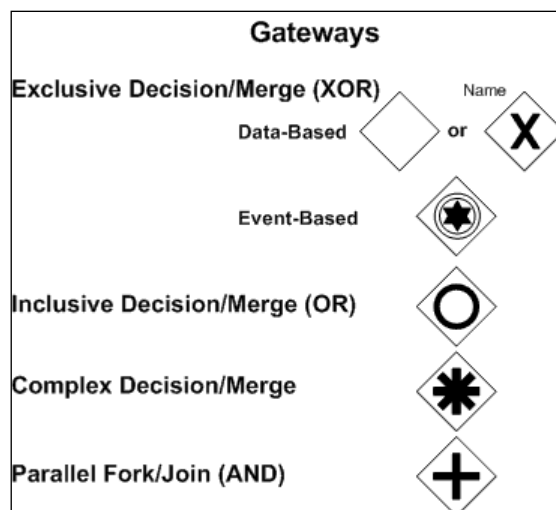 Gateways
Exclusive Decision/Merge (XOR)
Name
Data-Based
or
X
Event-Based
Inclusive Decision/Merge (OR)
Complex Decision/Merge
Parallel Fork/Join (AND)